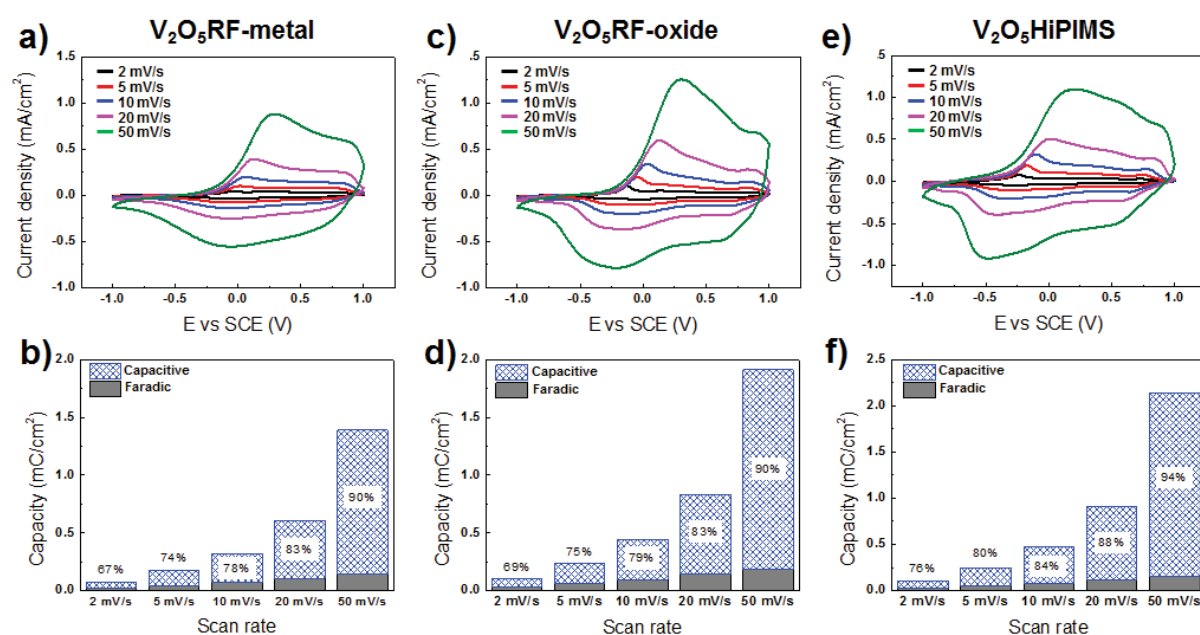 a) V₂O₅RF-metal
1.5
1.0
0.5
0.0
-0.5
-1.0
Current density (mA/cm²)
2 mV/s
5 mV/s
10 mV/s
20 mV/s
50 mV/s
-1.0 -0.5 0.0 0.5 1.0
E vs SCE (V)
c) V₂O₅RF-oxide
1.5
1.0
0.5
0.0
-0.5
-1.0
Current density (mA/cm²)
2 mV/s
5 mV/s
10 mV/s
20 mV/s
50 mV/s
-1.0 -0.5 0.0 0.5 1.0
E vs SCE (V)
e) V₂O₅HiPIMS
.5
1.0
0.5
0.0
-0.5
-1.0
Current density (mA/cm²)
2 mV/s
5 mV/s
10 mV/s
20 mV/s
50 mV/s
-1.0 -0.5 0.0 0.5 1.0
E vs SCE (V)
b)
2.0
1.5
1.0
0.5
0.0
Capacity (mC/cm²)
Capacitive
Faradic
67% 74% 78% 83% 90%
2 mV/s 5 mV/s 10 mV/s 20 mV/s 50 mV/s
Scan rate
d)
2.0
1.5
1.0
0.5
0.0
Capacity (mC/cm²)
Capacitive
Faradic
69% 75% 79% 83% 90%
2 mV/s 5 mV/s 10 mV/s 20 mV/s 50 mV/s
Scan rate
f)
2.5
2.0
1.5
1.0
0.5
0.0
Capacity (mC/cm²)
Capacitive
Faradic
76% 80% 84% 88% 94%
2 mV/s 5 mV/s 10 mV/s 20 mV/s 50 mV/s
Scan rate